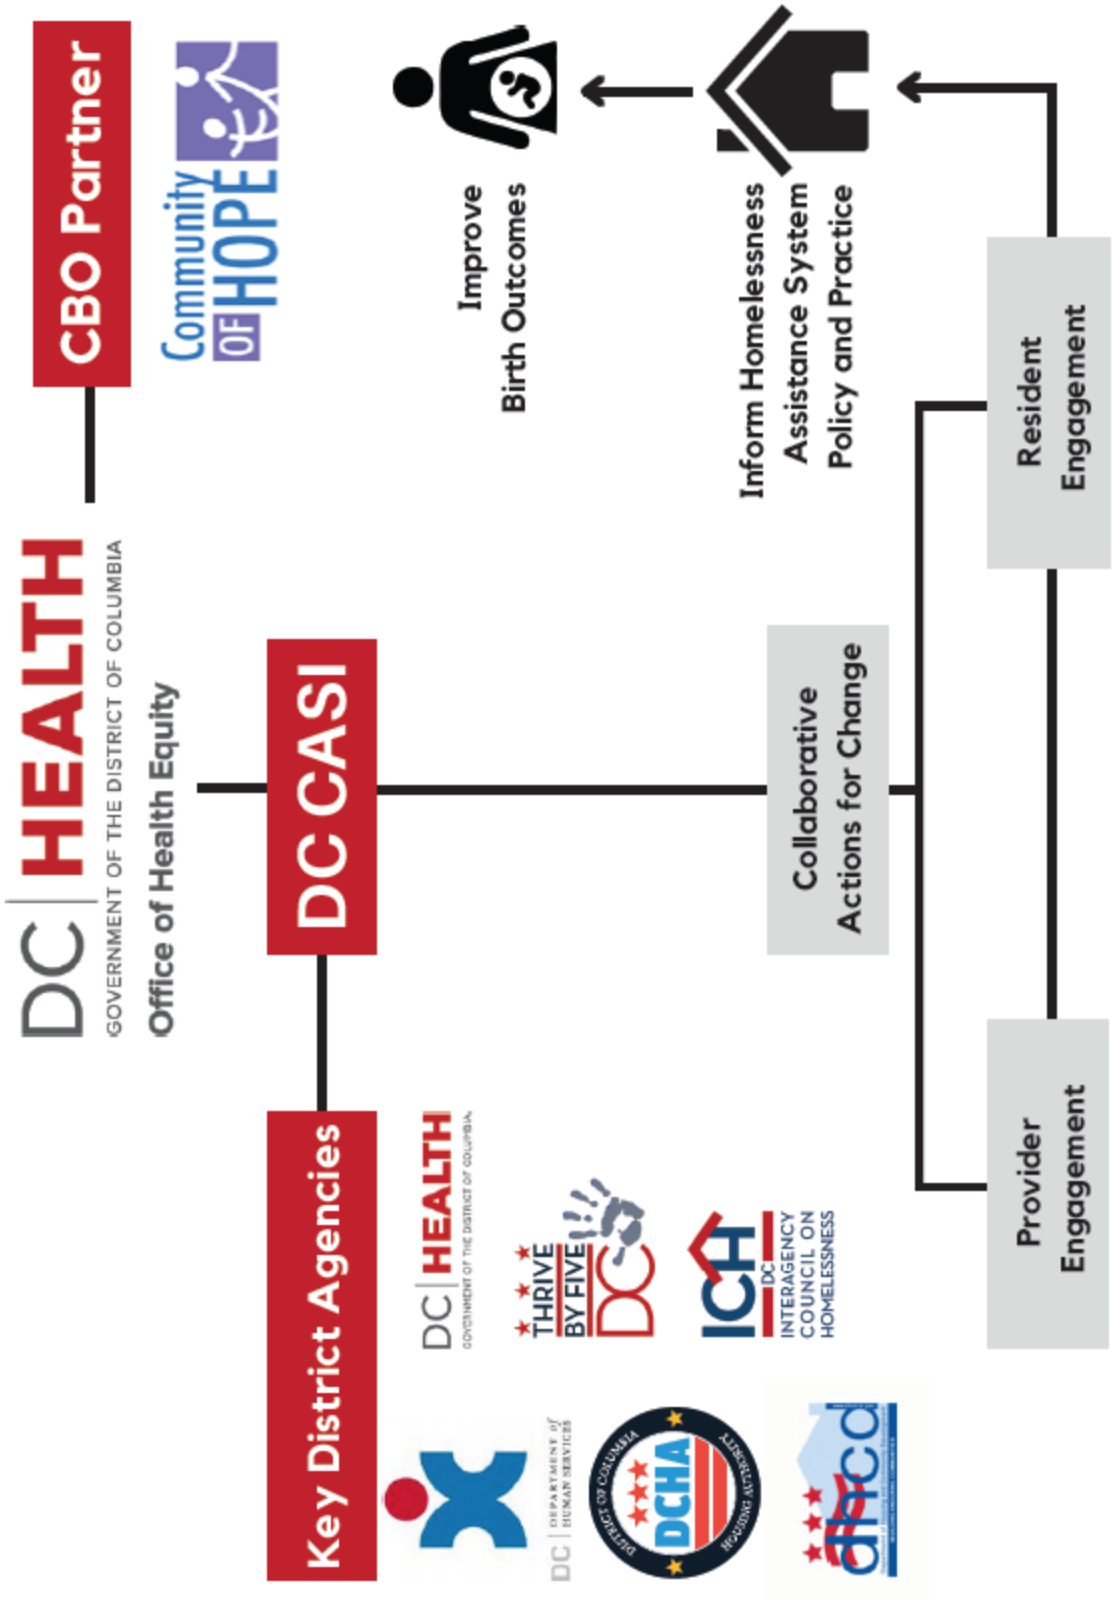 DC | HEALTH
GOVERNMENT OF THE DISTRICT OF COLUMBIA
Office of Health Equity
CBO Partner
Community
OF HOPE
Key District Agencies
DC CASI
DC | DEPARTMENT of
HUMAN SERVICES
DC | HEALTH
GOVERNMENT OF THE DISTRICT OF COLUMBIA
DISTRICT OF COLUMBIA
DCHA
HOUSING AUTHORITY
THRIVE
BY FIVE
DC
dhcd
ICH
DC
INTERAGENCY
COUNCIL ON
HOMELESSNESS
Improve
Birth Outcomes
Inform Homelessness
Assistance System
Policy and Practice
Collaborative
Actions for Change
Provider
Engagement
Resident
Engagement